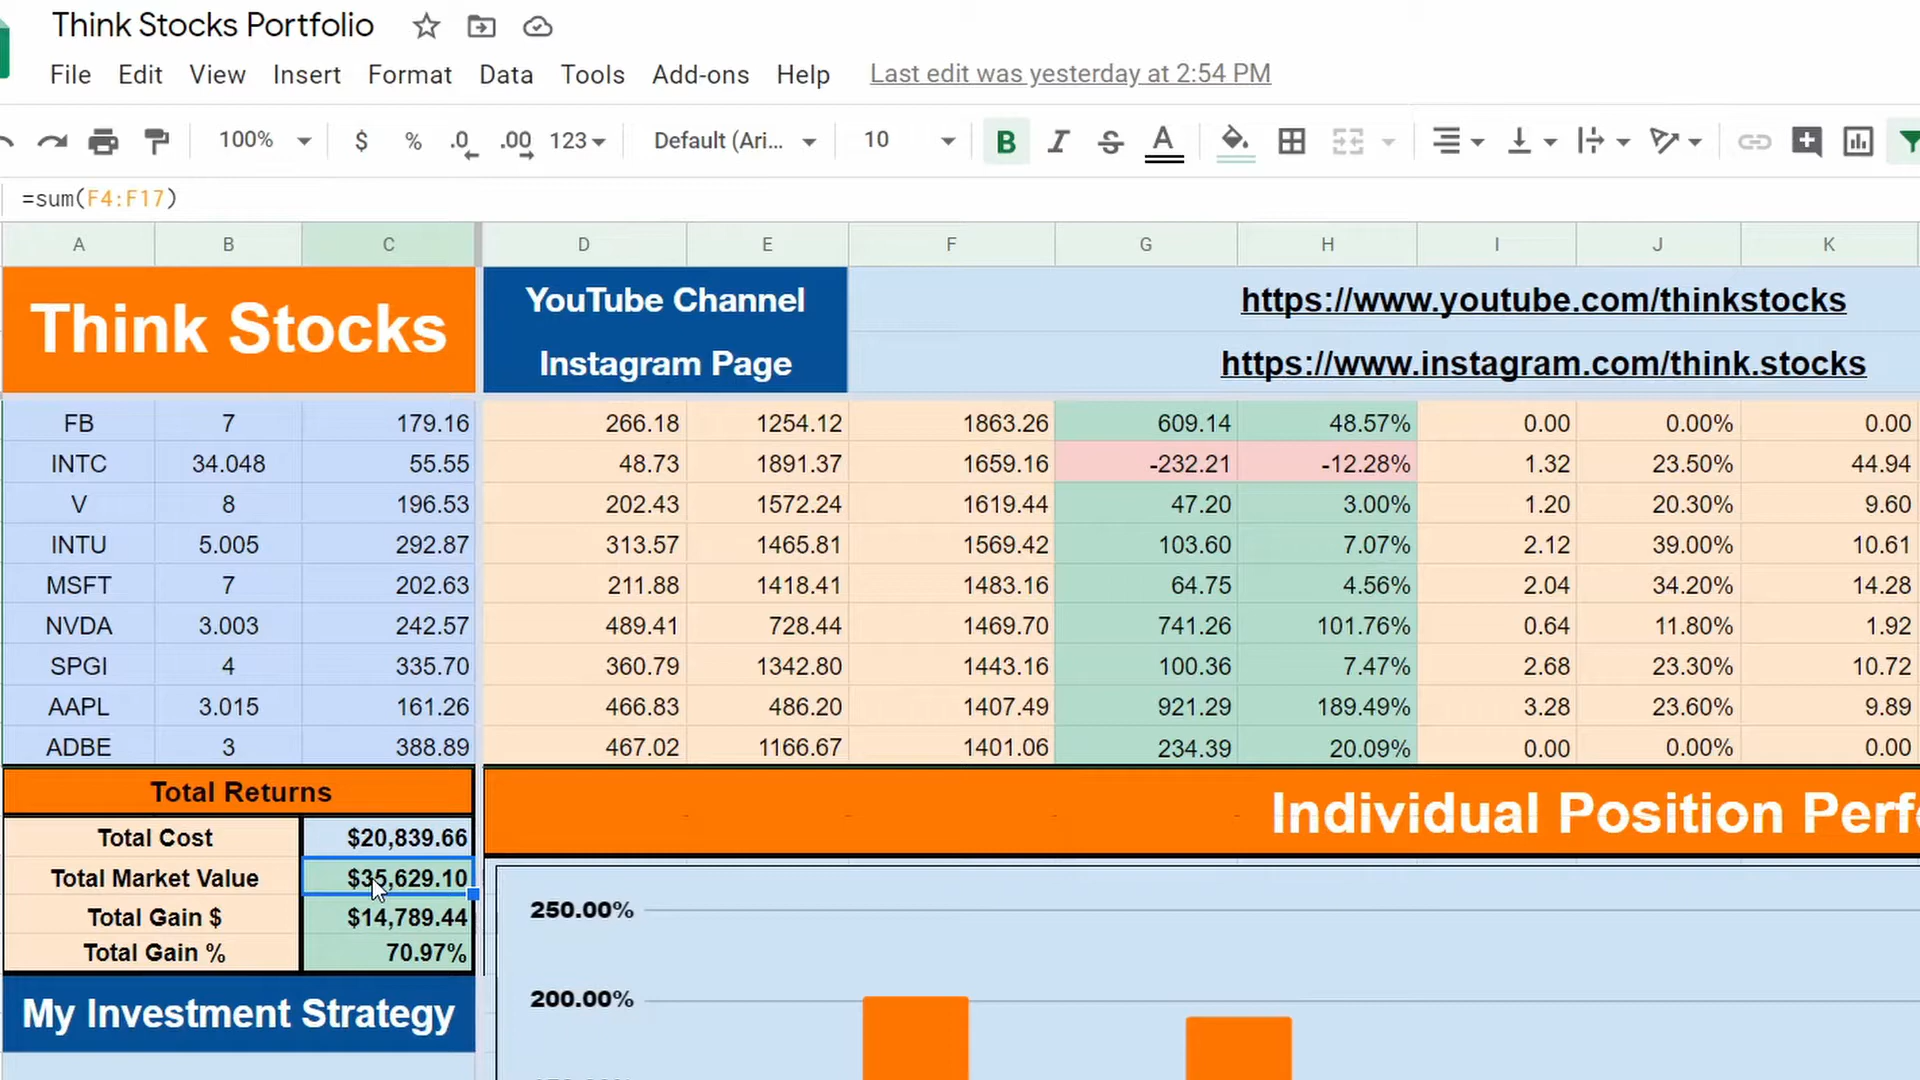 Think Stocks Portfolio
File Edit View Insert Format Data Tools Add-ons Help Last edit was yesterday at 2:54 PM
100% $ % .0 .00 123 Default (Ari... 10 B I S A
=sum(F4:F17)
A B C D E F G H I J K
Think Stocks
YouTube Channel https://www.youtube.com/thinkstocks
Instagram Page https://www.instagram.com/think.stocks
FB 7 179.16 266.18 1254.12 1863.26 609.14 48.57% 0.00 0.00% 0.00
INTC 34.048 55.55 48.73 1891.37 1659.16 -232.21 -12.28% 1.32 23.50% 44.94
V 8 196.53 202.43 1572.24 1619.44 47.20 3.00% 1.20 20.30% 9.60
INTU 5.005 292.87 313.57 1465.81 1569.42 103.60 7.07% 2.12 39.00% 10.61
MSFT 7 202.63 211.88 1418.41 1483.16 64.75 4.56% 2.04 34.20% 14.28
NVDA 3.003 242.57 489.41 728.44 1469.70 741.26 101.76% 0.64 11.80% 1.92
SPGI 4 335.70 360.79 1342.80 1443.16 100.36 7.47% 2.68 23.30% 10.72
AAPL 3.015 161.26 466.83 486.20 1407.49 921.29 189.49% 3.28 23.60% 9.89
ADBE 3 388.89 467.02 1166.67 1401.06 234.39 20.09% 0.00 0.00% 0.00
Total Returns
Total Cost $20,839.66
Total Market Value $35,629.10
Total Gain $ $14,789.44
Total Gain % 70.97%
My Investment Strategy
Individual Position Perf
250.00%
200.00%